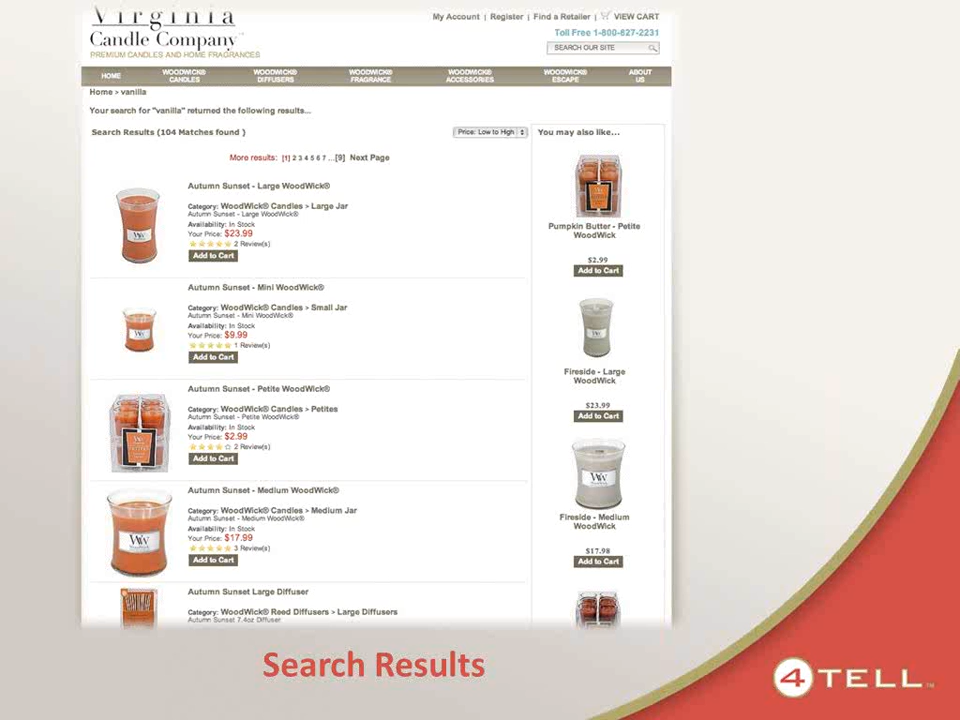 Virginia
Candle Company™
PREMIUM CANDLES AND HOME FRAGRANCES
My Account | Register | Find a Retailer | VIEW CART
Toll Free 1-800-627-2231
SEARCH OUR SITE
HOME
WOODWICK® CANDLES
WOODWICK® DIFFUSERS
WOODWICK® FRAGRANCE
WOODWICK® ACCESSORIES
WOODWICK® ESCAPE
ABOUT US
Home > vanilla
Your search for "vanilla" returned the following results...
Search Results (104 Matches found )
Price: Low to High
More results: [1] 2 3 4 5 6 7 ...[9] Next Page
Autumn Sunset - Large WoodWick®
Category: WoodWick® Candles > Large Jar
Autumn Sunset - Large WoodWick®
Availability: In Stock
Your Price: $23.99
2 Review(s)
Add to Cart
Autumn Sunset - Mini WoodWick®
Category: WoodWick® Candles > Small Jar
Autumn Sunset - Mini WoodWick®
Availability: In Stock
Your Price: $9.99
1 Review(s)
Add to Cart
Autumn Sunset - Petite WoodWick®
Category: WoodWick® Candles > Petites
Autumn Sunset - Petite WoodWick®
Availability: In Stock
Your Price: $2.99
2 Review(s)
Add to Cart
Autumn Sunset - Medium WoodWick®
Category: WoodWick® Candles > Medium Jar
Autumn Sunset - Medium WoodWick®
Availability: In Stock
Your Price: $17.99
3 Review(s)
Add to Cart
Autumn Sunset Large Diffuser
Category: WoodWick® Reed Diffusers > Large Diffusers
Autumn Sunset 7.4oz Diffuser
You may also like...
Pumpkin Butter - Petite
WoodWick
$2.99
Add to Cart
Fireside - Large
WoodWick
$23.99
Add to Cart
Fireside - Medium
WoodWick
$17.98
Add to Cart
Search Results
4TELL™